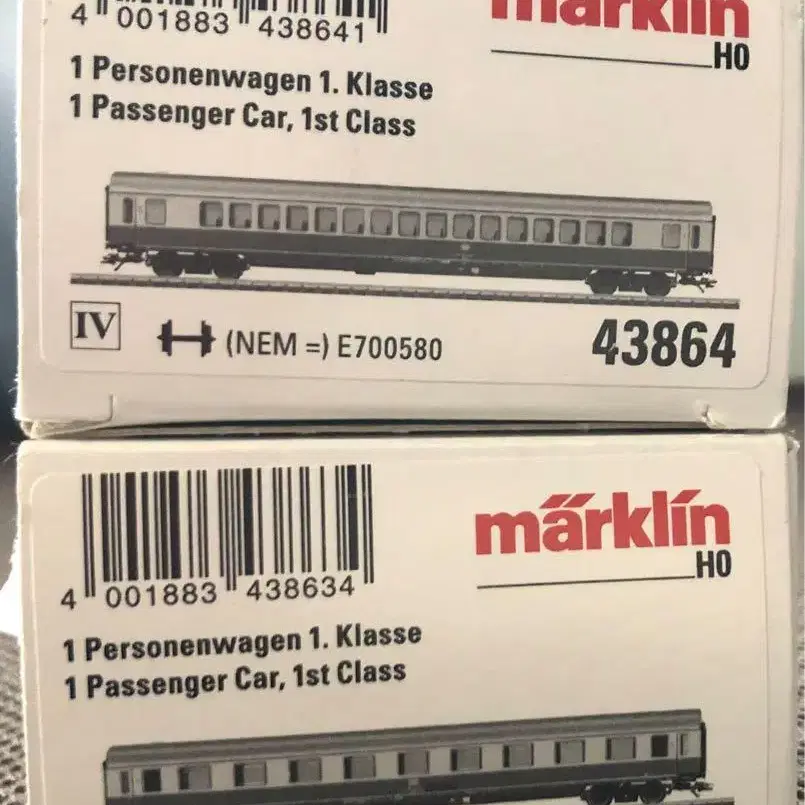 4 001883 438641
märklin
H0
1 Personenwagen 1. Klasse
1 Passenger Car, 1st Class
IV
(NEM =) E700580
43864
märklin
H0
4 001883 438634
1 Personenwagen 1. Klasse
1 Passenger Car, 1st Class